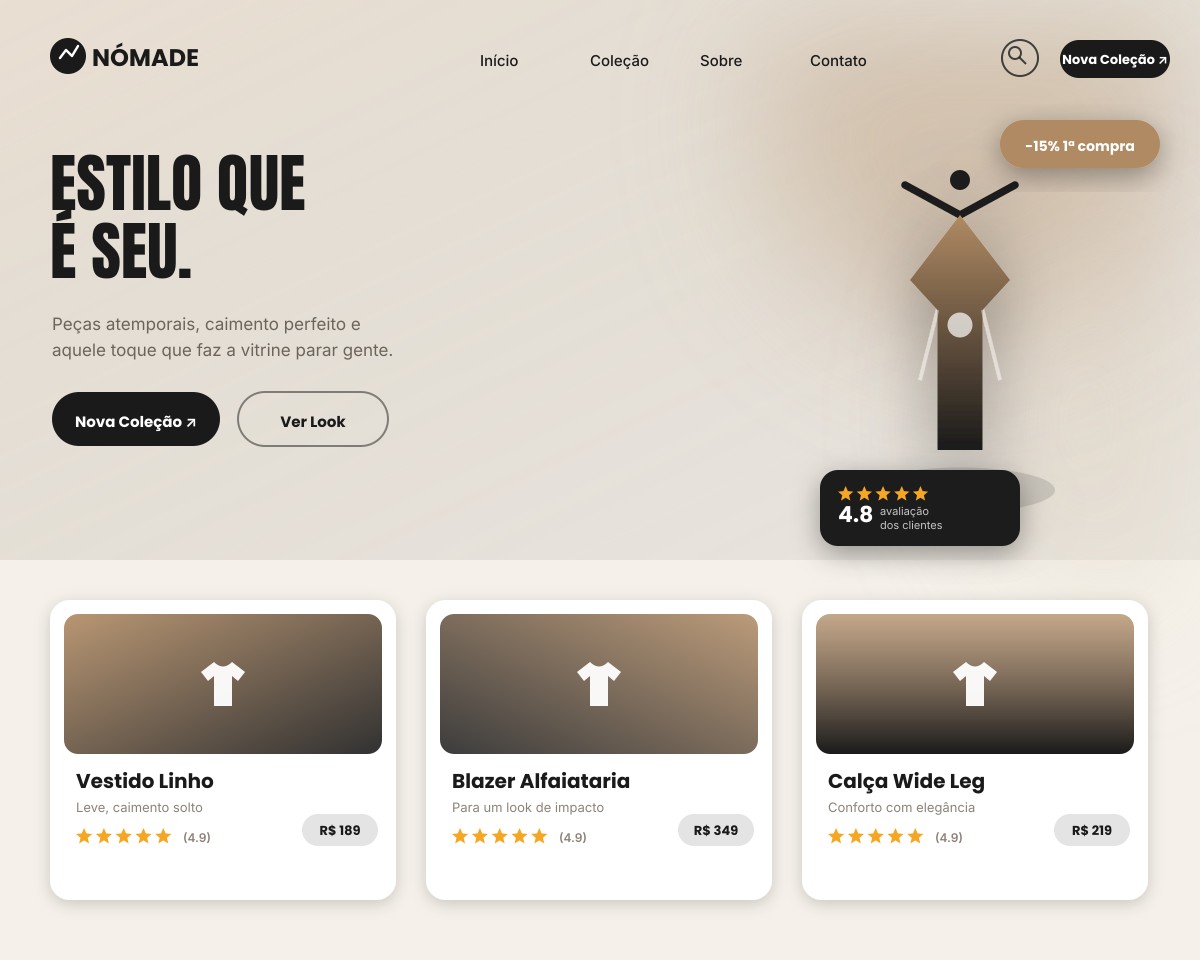 NÓMADE
Início
Coleção
Sobre
Contato
Nova Coleção ↗
-15% 1ª compra
ESTILO QUE
É SEU.
Peças atemporais, caimento perfeito e
aquele toque que faz a vitrine parar gente.
Nova Coleção ↗
Ver Look
4.8
avaliação
dos clientes
Vestido Linho
Leve, caimento solto
(4.9)
R$ 189
Blazer Alfaiataria
Para um look de impacto
(4.9)
R$ 349
Calça Wide Leg
Conforto com elegância
(4.9)
R$ 219